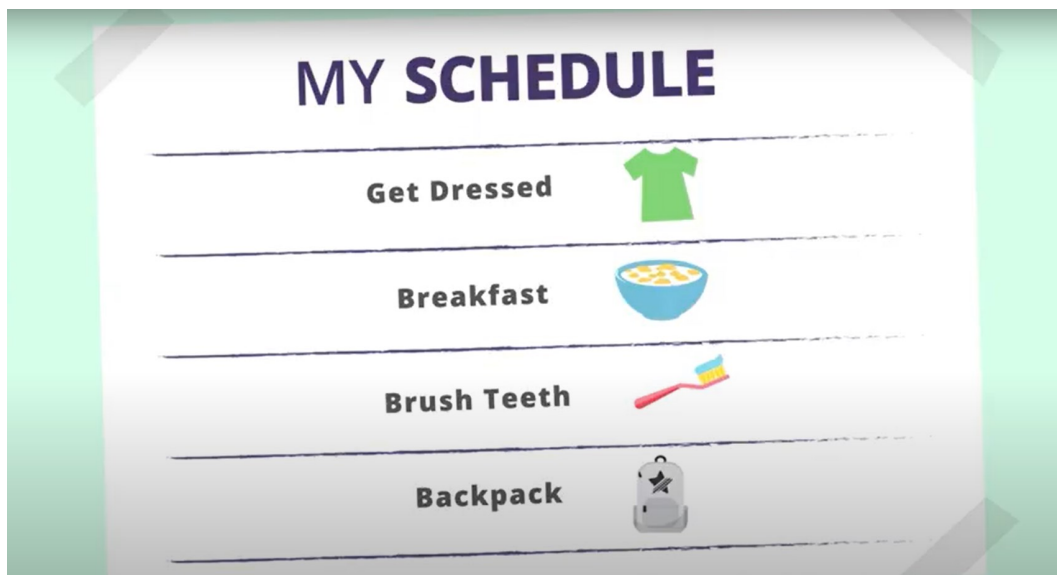 MY SCHEDULE
Get Dressed
Breakfast
Brush Teeth
Backpack